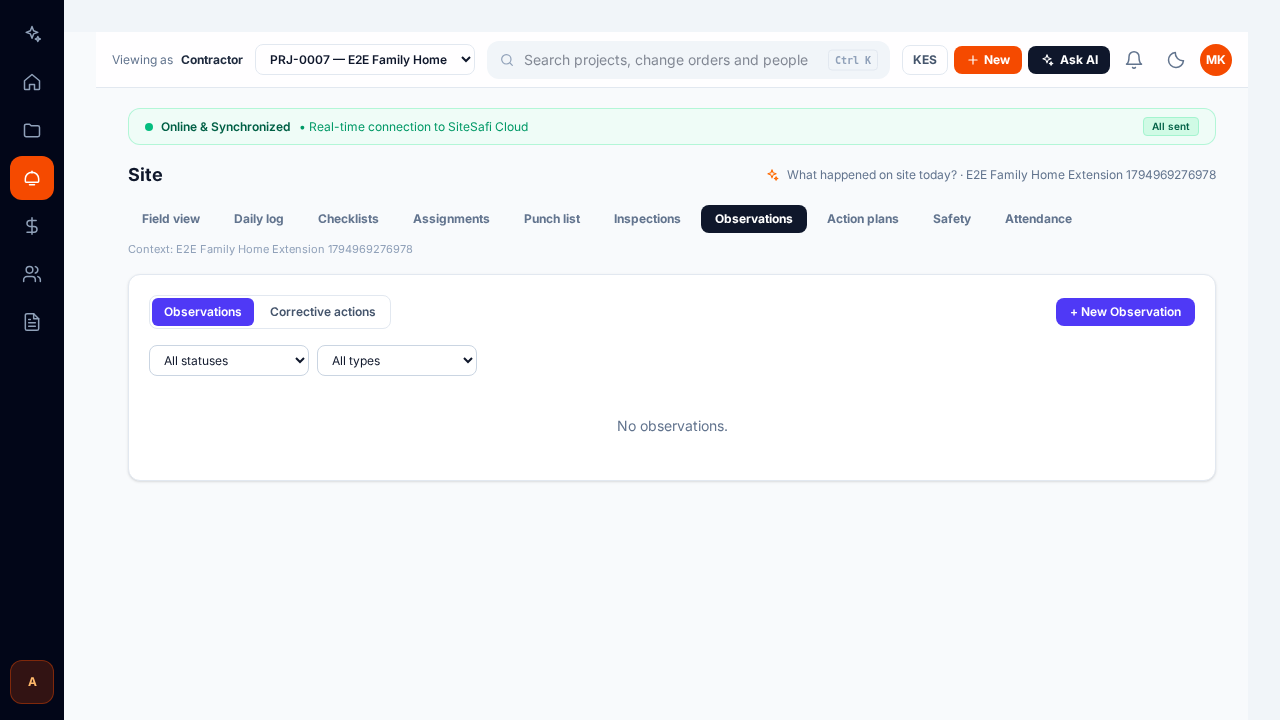 Viewing as Contractor PRJ-0007 — E2E Family Home Search projects, change orders and people Ctrl K KES + New Ask AI MK
Online & Synchronized • Real-time connection to SiteSafi Cloud All sent
Site What happened on site today? · E2E Family Home Extension 1794969276978
Field view Daily log Checklists Assignments Punch list Inspections Observations Action plans Safety Attendance
Context: E2E Family Home Extension 1794969276978
Observations Corrective actions + New Observation
All statuses All types
No observations.
A